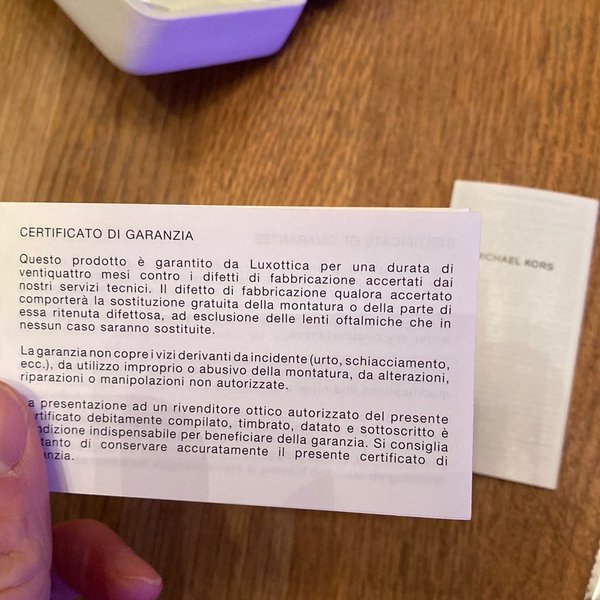 CERTIFICATO DI GARANZIA
Questo prodotto è garantito da Luxottica per una durata di
ventiquattro mesi contro i difetti di fabbricazione accertati dai
nostri servizi tecnici. Il difetto di fabbricazione qualora accertato
comporterà la sostituzione gratuita della montatura o della parte di
essa ritenuta difettosa, ad esclusione delle lenti oftalmiche che in
nessun caso saranno sostituite.
La garanzia non copre i vizi derivanti da incidente (urto, schiacciamento,
ecc.), da utilizzo improprio o abusivo della montatura, da alterazioni,
riparazioni o manipolazioni non autorizzate.
a presentazione ad un rivenditore ottico autorizzato del presente
ertificato debitamente compilato, timbrato, datato e sottoscritto è
ndizione indispensabile per beneficiare della garanzia. Si consiglia
tanto di conservare accuratamente il presente certificato di
anzia.
MICHAEL KORS